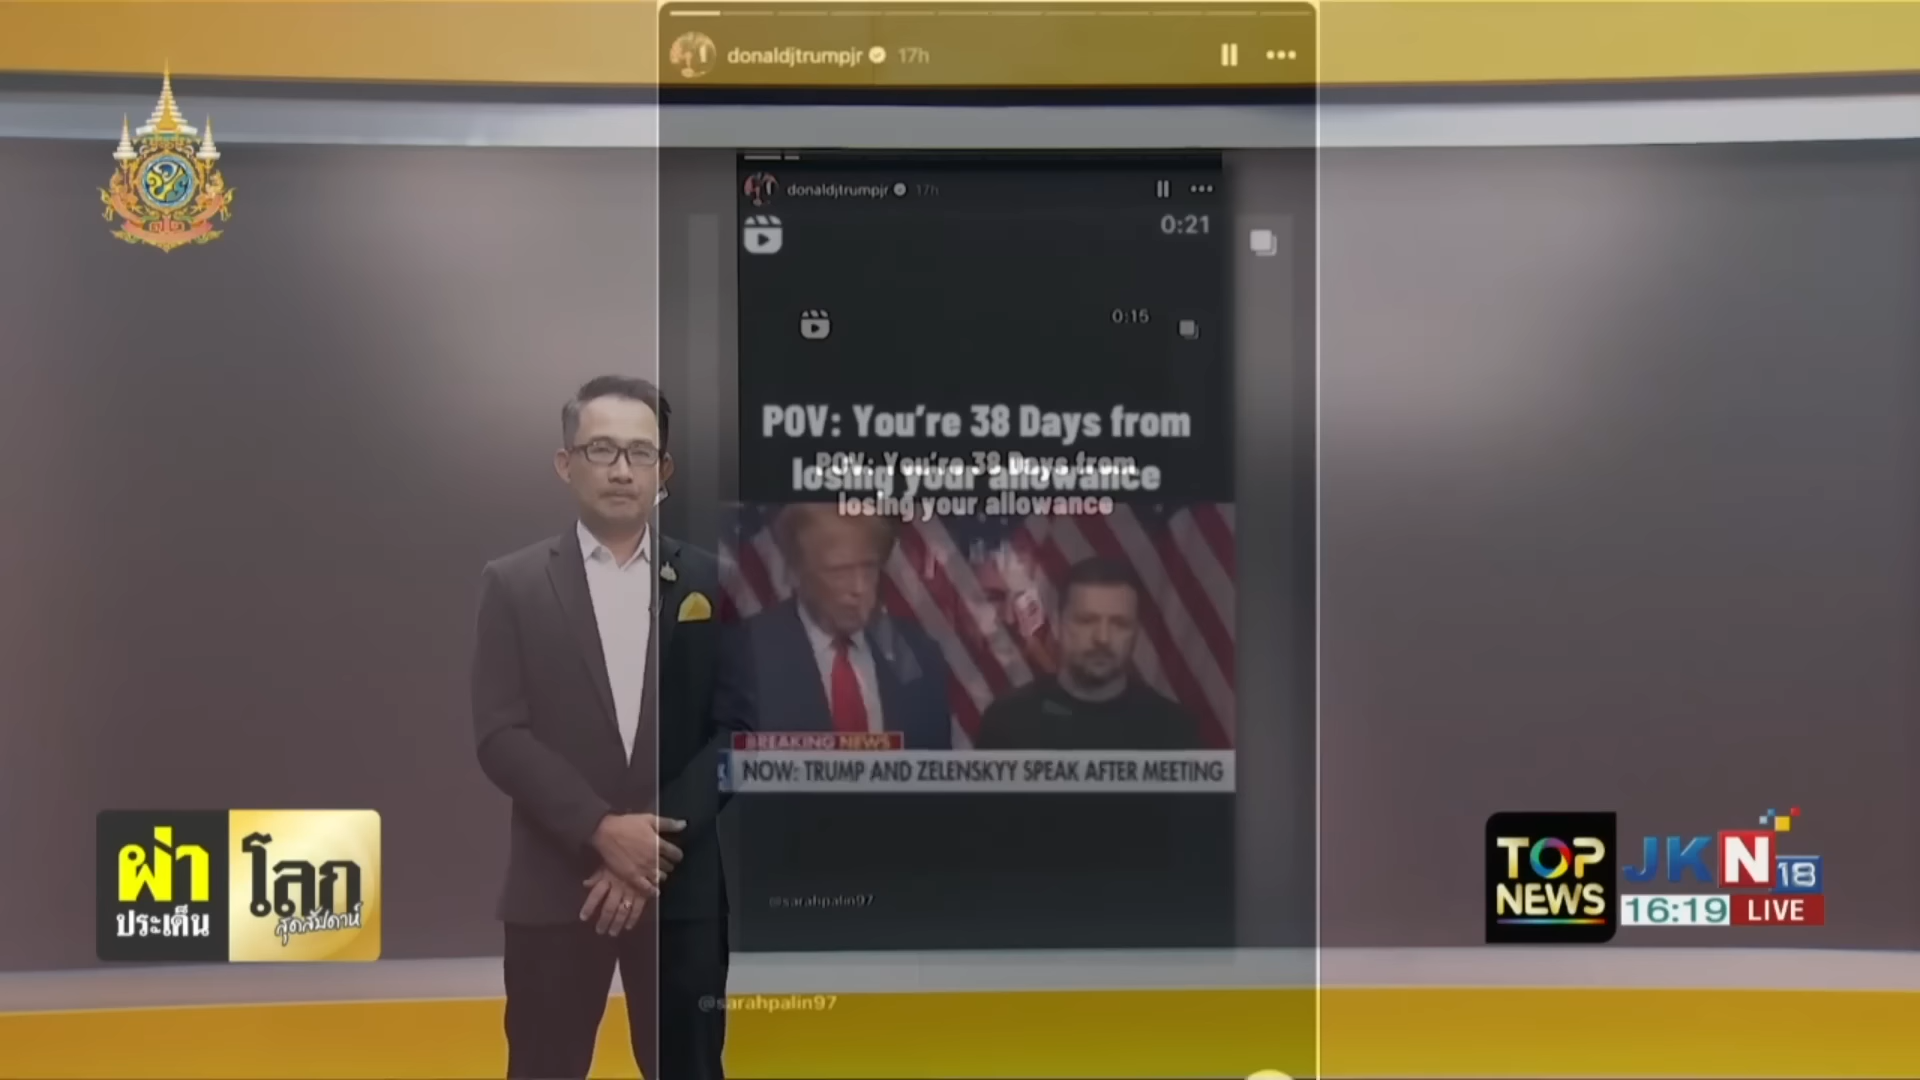 donaldjtrumpjr 17h
donaldjtrumpjr 17h
0:21
0:15
POV: You're 38 Days from
losing your allowance
POV: You're 38 Days from
losing your allowance
BREAKING NEWS
NOW: TRUMP AND ZELENSKYY SPEAK AFTER MEETING
@sarahpalin97
@sarahpalin97
ผ่า
ประเด็น
โลก
สุดสัปดาห์
TOP
NEWS
JKN18
16:19 LIVE